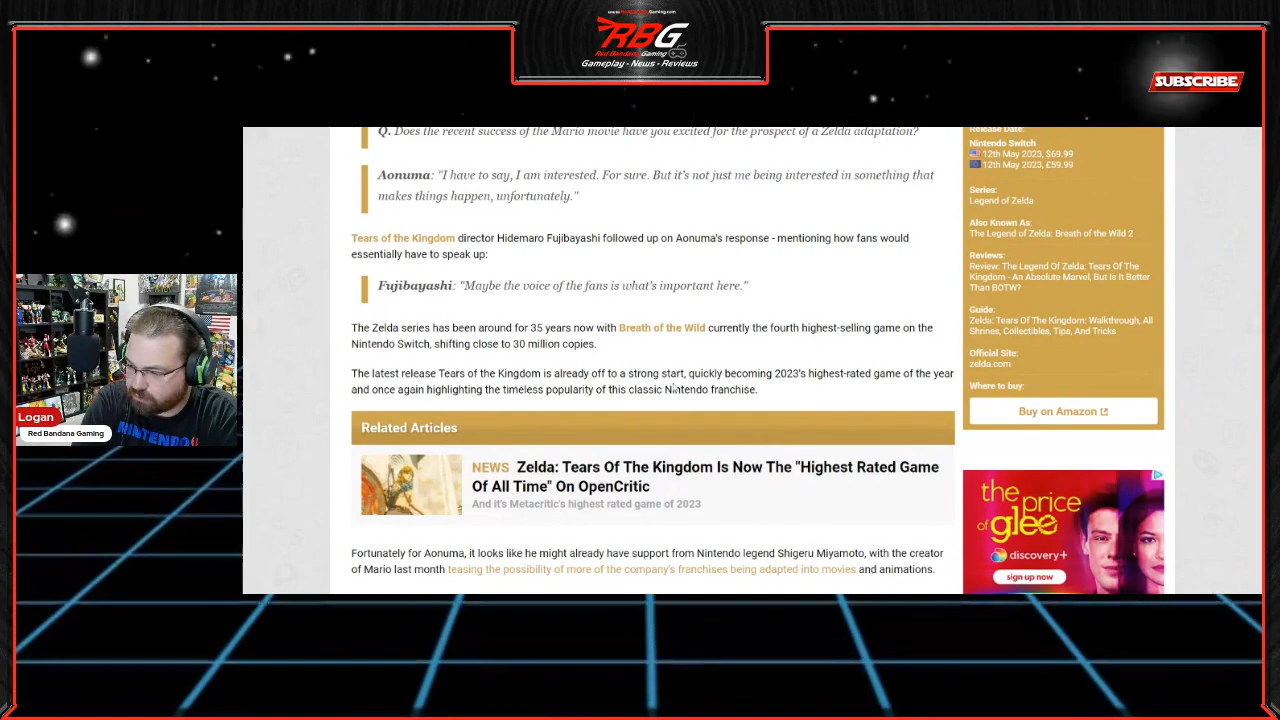 www.RedBandanaGaming.com
RBG
Red Bandana Gaming
Gameplay - News - Reviews
SUBSCRIBE
Q. Does the recent success of the Mario movie have you excited for the prospect of a Zelda adaptation?
Aonuma: "I have to say, I am interested. For sure. But it's not just me being interested in something that
makes things happen, unfortunately."
Tears of the Kingdom director Hidemaro Fujibayashi followed up on Aonuma's response - mentioning how fans would
essentially have to speak up:
Fujibayashi: "Maybe the voice of the fans is what's important here."
The Zelda series has been around for 35 years now with Breath of the Wild currently the fourth highest-selling game on the
Nintendo Switch, shifting close to 30 million copies.
The latest release Tears of the Kingdom is already off to a strong start, quickly becoming 2023's highest-rated game of the year
and once again highlighting the timeless popularity of this classic Nintendo franchise.
Related Articles
NEWS Zelda: Tears Of The Kingdom Is Now The "Highest Rated Game
Of All Time" On OpenCritic
And it's Metacritic's highest rated game of 2023
Fortunately for Aonuma, it looks like he might already have support from Nintendo legend Shigeru Miyamoto, with the creator
of Mario last month teasing the possibility of more of the company's franchises being adapted into movies and animations.
Release Date:
Nintendo Switch
12th May 2023, $69.99
12th May 2023, £59.99
Series:
Legend of Zelda
Also Known As:
The Legend of Zelda: Breath of the Wild 2
Reviews:
Review: The Legend Of Zelda: Tears Of The
Kingdom - An Absolute Marvel, But Is It Better
Than BOTW?
Guide:
Zelda: Tears Of The Kingdom: Walkthrough, All
Shrines, Collectibles, Tips, And Tricks
Official Site:
zelda.com
Where to buy:
Buy on Amazon
the
price
of glee
discovery+
sign up now
Logan
Red Bandana Gaming
NINTENDO